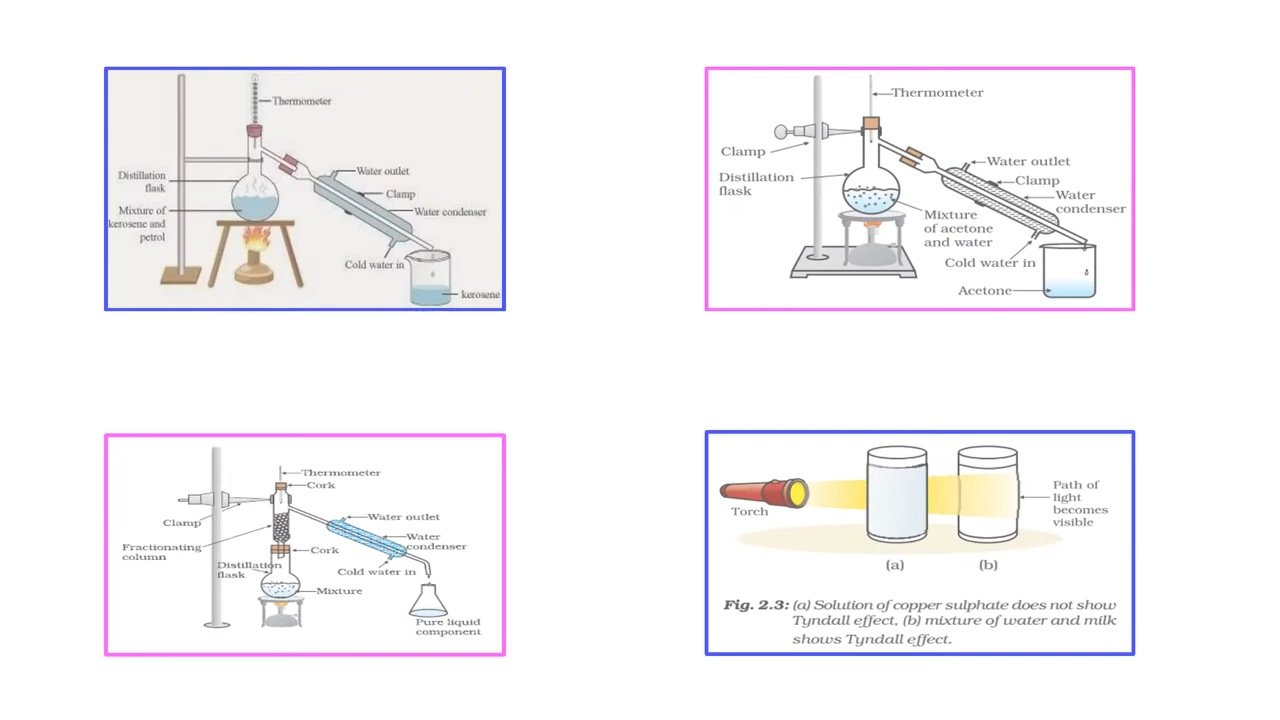 Thermometer
Water outlet
Distillation
flask
Clamp
Mixture of
kerosene and
petrol
Water condenser
Cold water in
kerosene
Thermometer
Clamp
Water outlet
Distillation
flask
Clamp
Water
condenser
Mixture
of acetone
and water
Cold water in
Acetone
Thermometer
Cork
Clamp
Water outlet
Fractionating
column
Water
condenser
Cork
Distillation
flask
Cold water in
Mixture
Pure liquid
component
Torch
Path of
light
becomes
visible
(a) (b)
Fig. 2.3: (a) Solution of copper sulphate does not show
Tyndall effect, (b) mixture of water and milk
shows Tyndall effect.